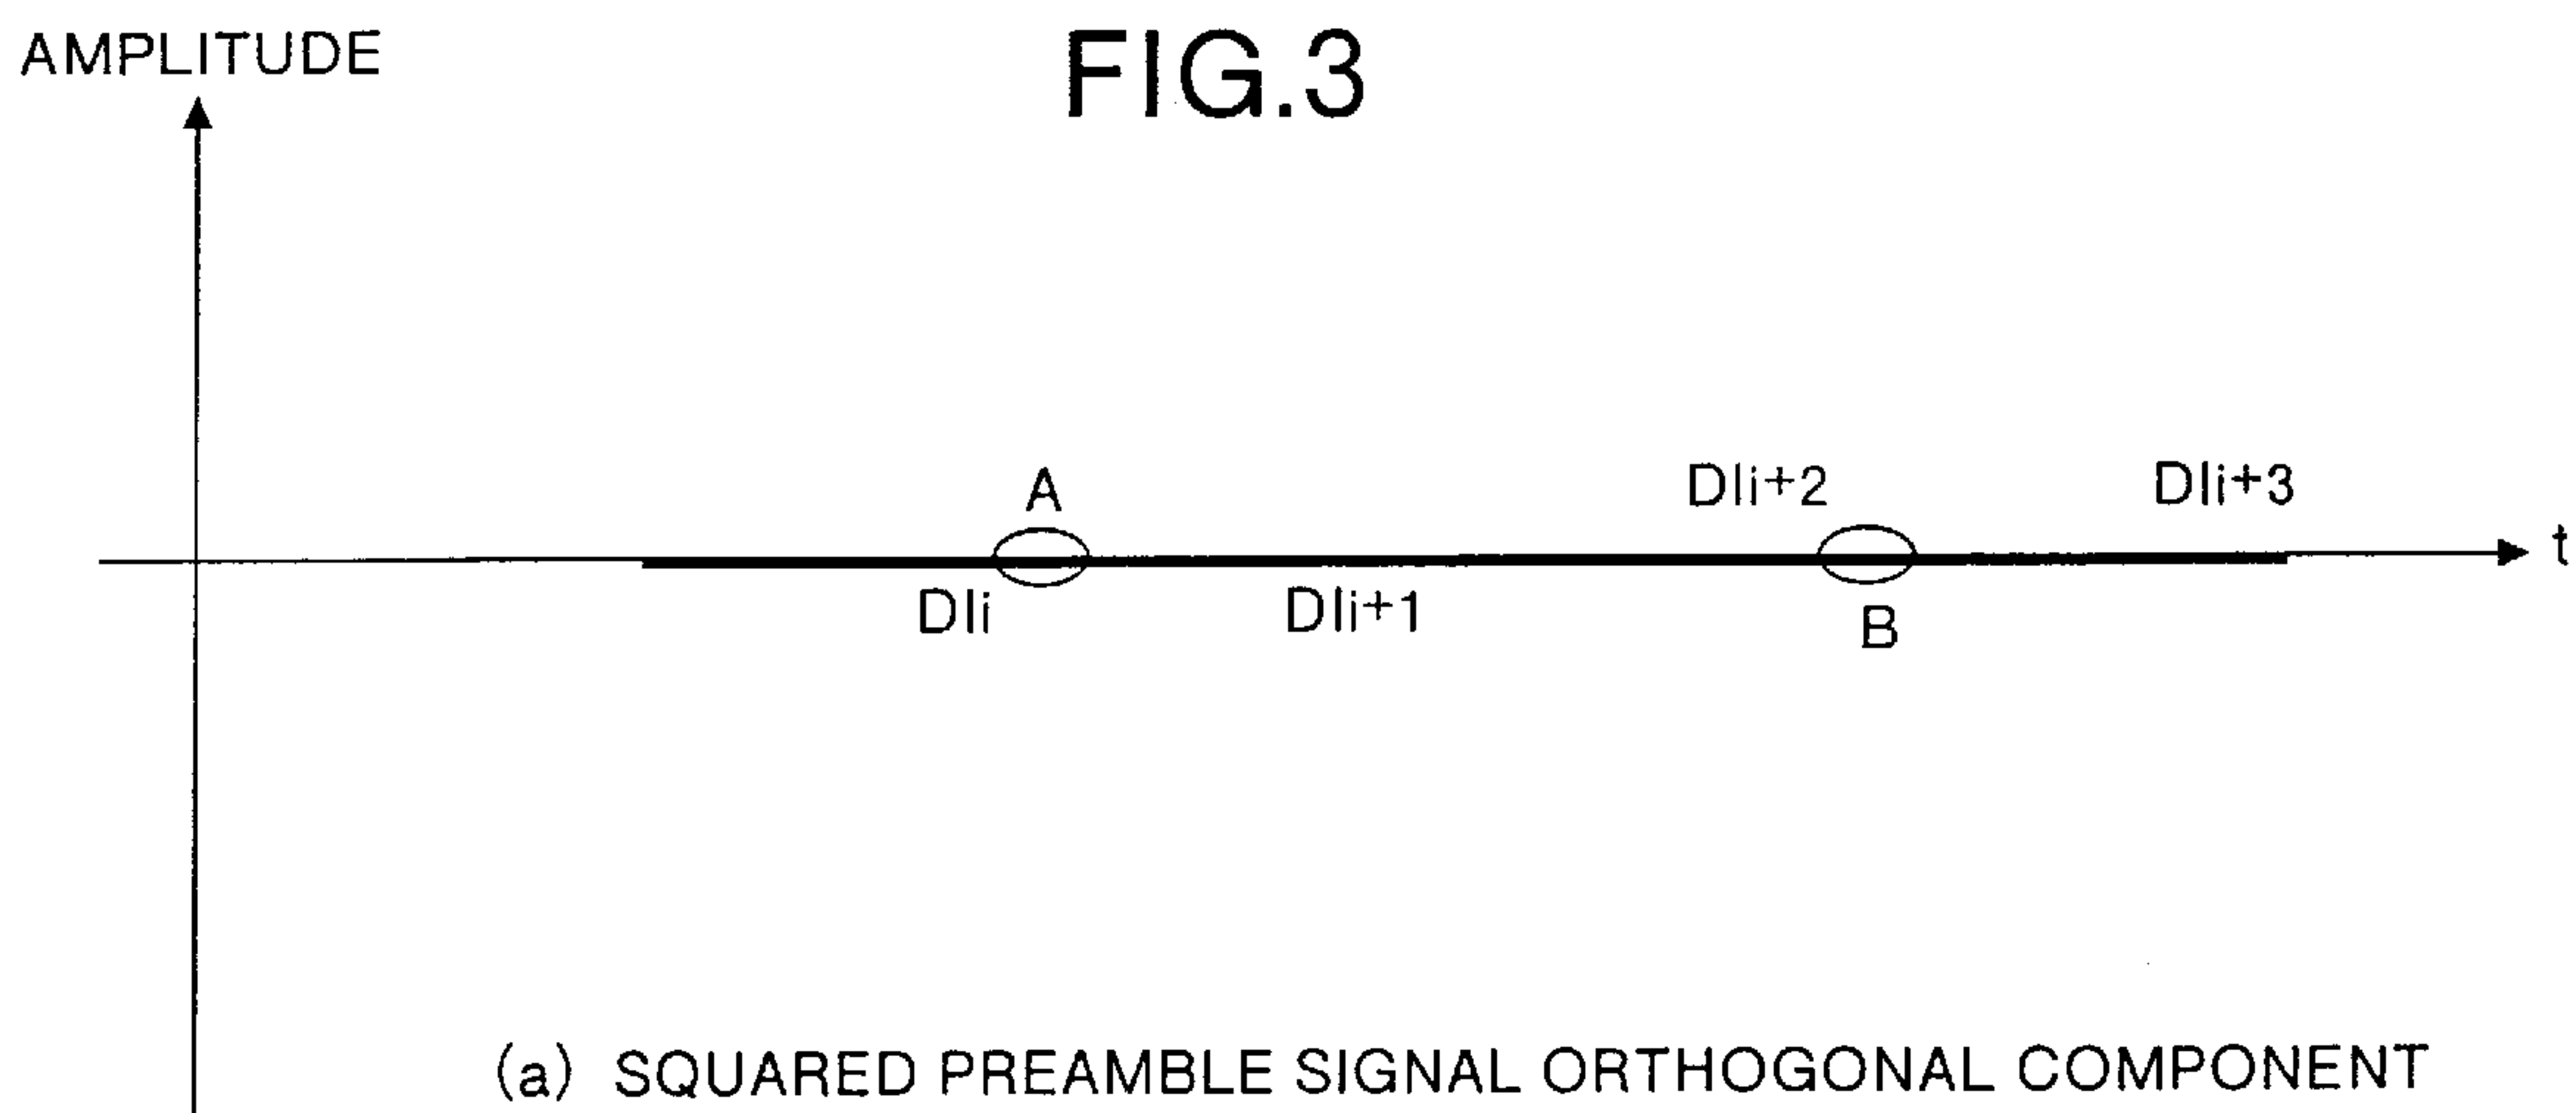 FIG.3
AMPLITUDE
A
DIi+2
DIi+3
t
DIi
DIi+1
B
(a) SQUARED PREAMBLE SIGNAL ORTHOGONAL COMPONENT